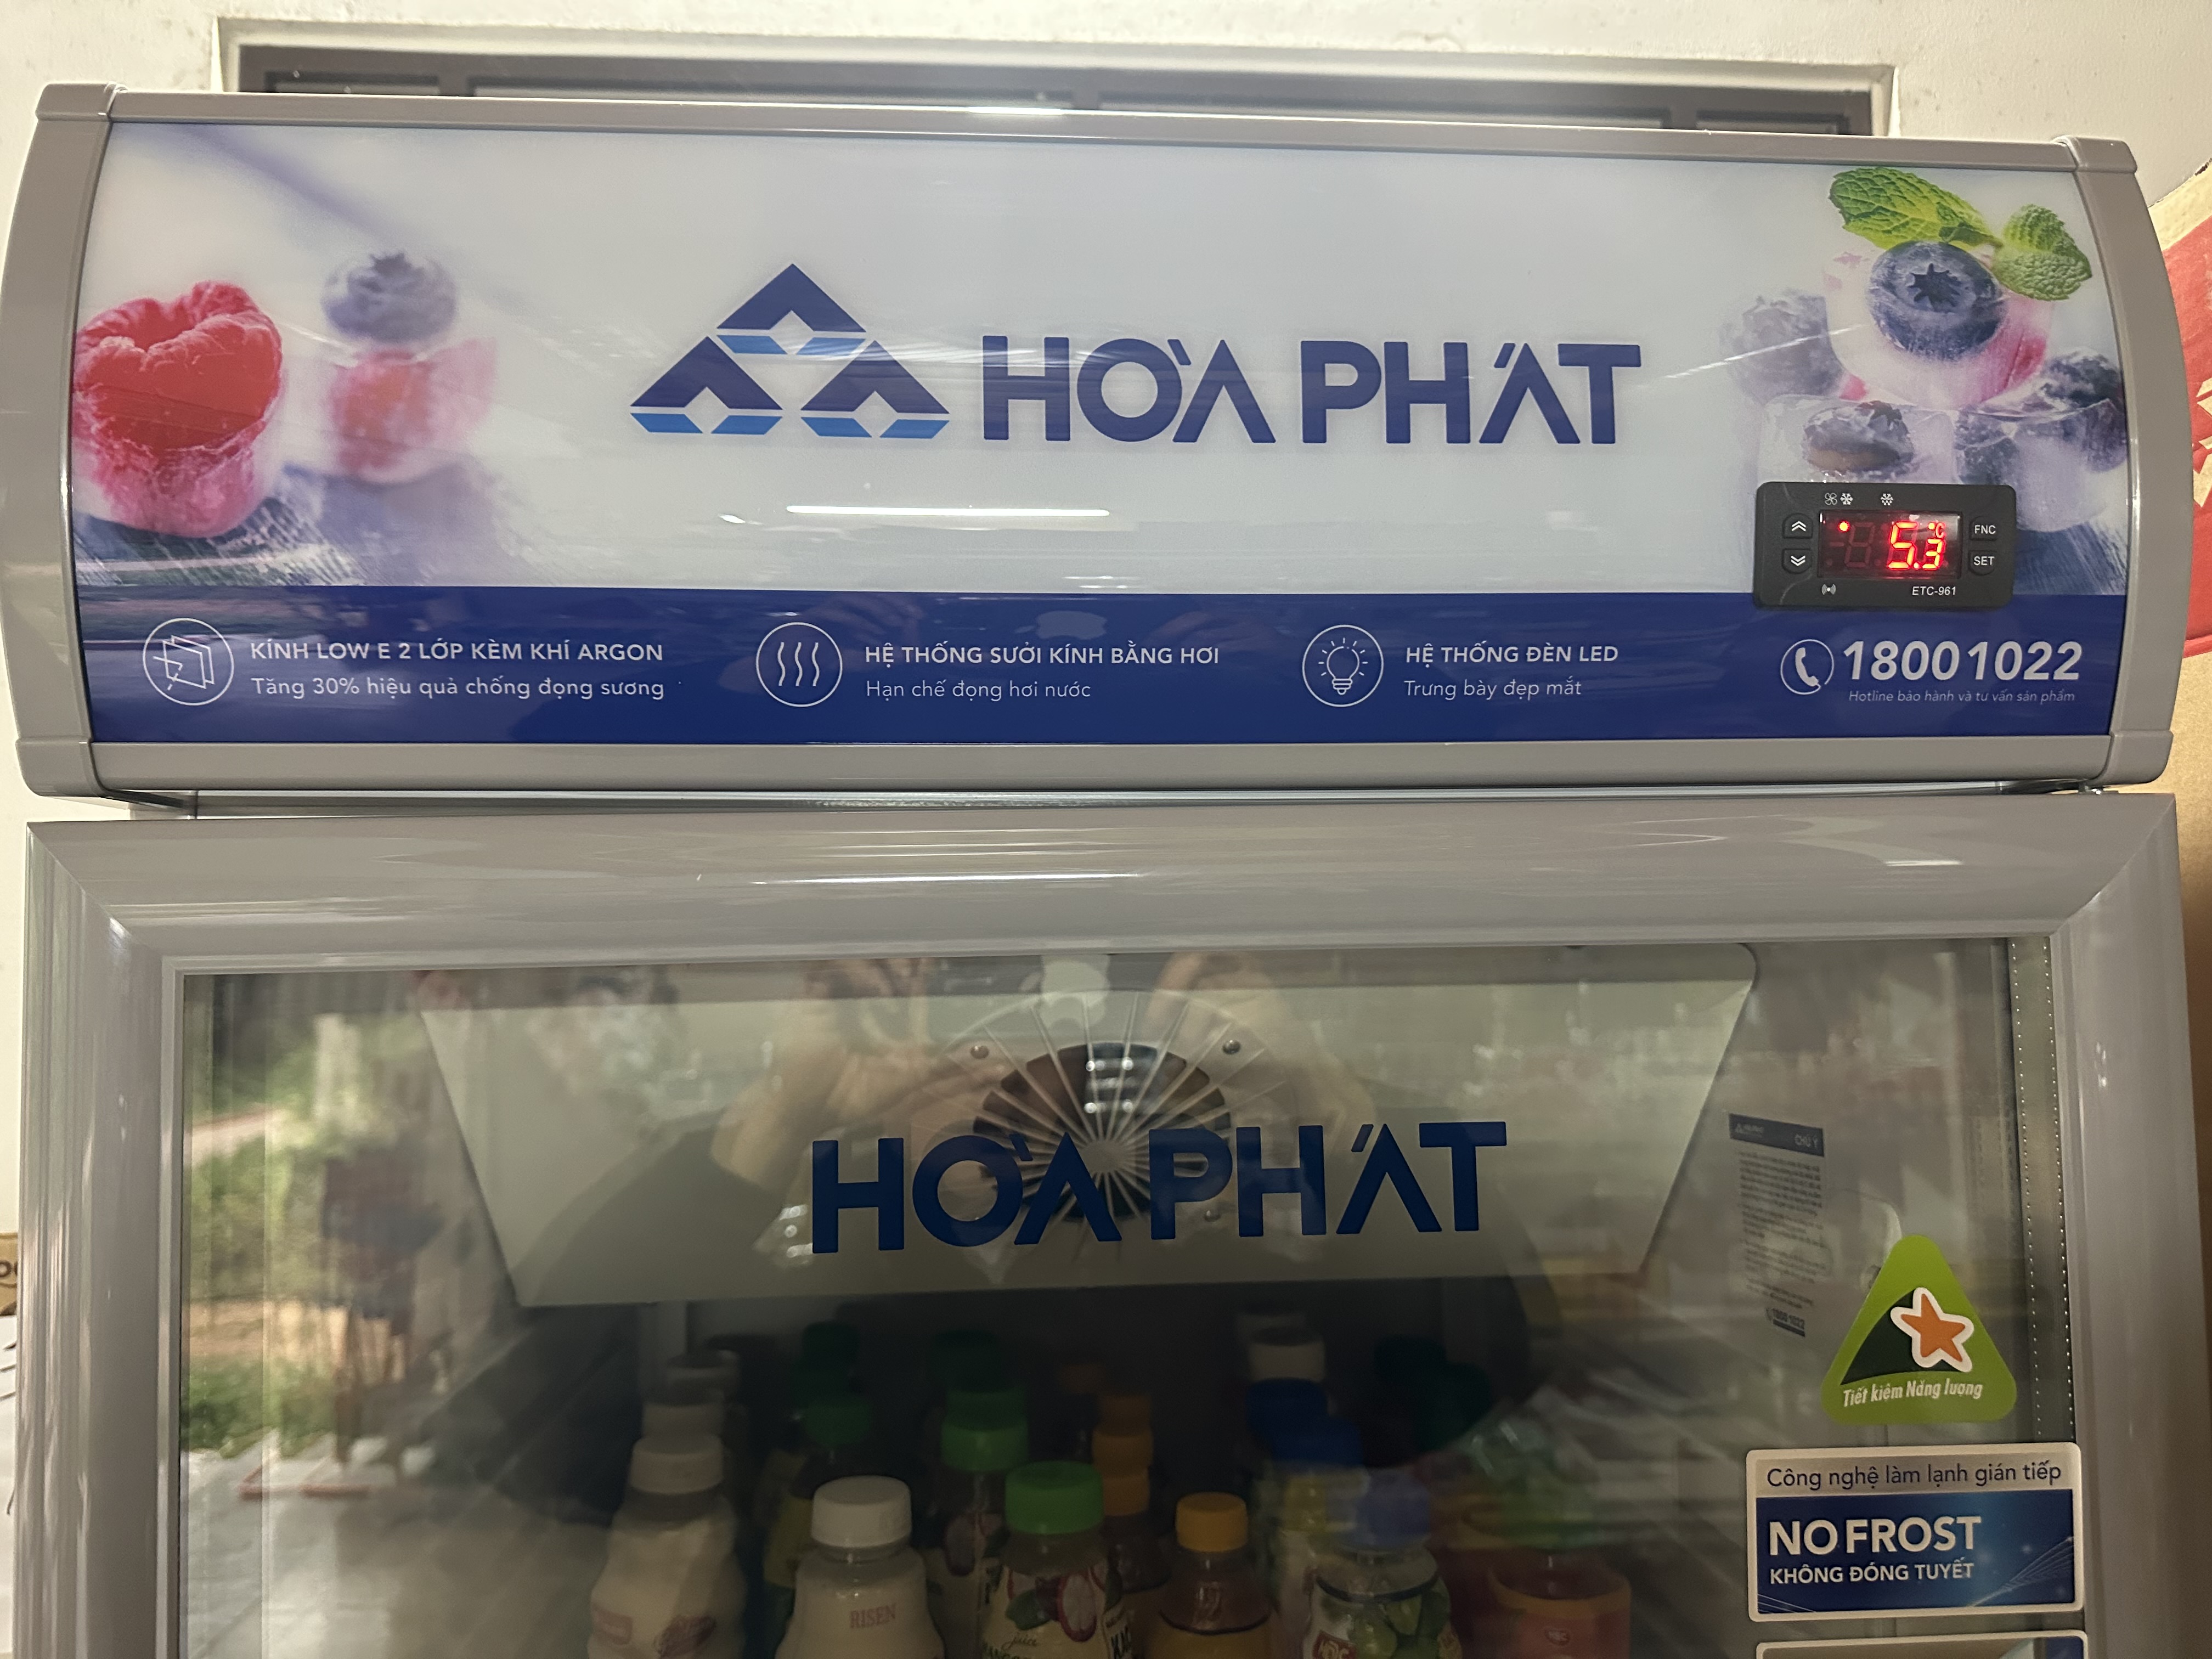 HÒA PHÁT
5.3 °C
FNC
SET
ETC-961
KÍNH LOW E 2 LỚP KÈM KHÍ ARGON
Tăng 30% hiệu quả chống đọng sương
HỆ THỐNG SƯỞI KÍNH BẰNG HƠI
Hạn chế đọng hơi nước
HỆ THỐNG ĐÈN LED
Trưng bày đẹp mắt
18001022
Hotline bảo hành và tư vấn sản phẩm
HÒA PHÁT
CHÚ Ý
Tiết kiệm Năng lượng
Công nghệ làm lạnh gián tiếp
NO FROST
KHÔNG ĐÓNG TUYẾT
RISEN
Juice